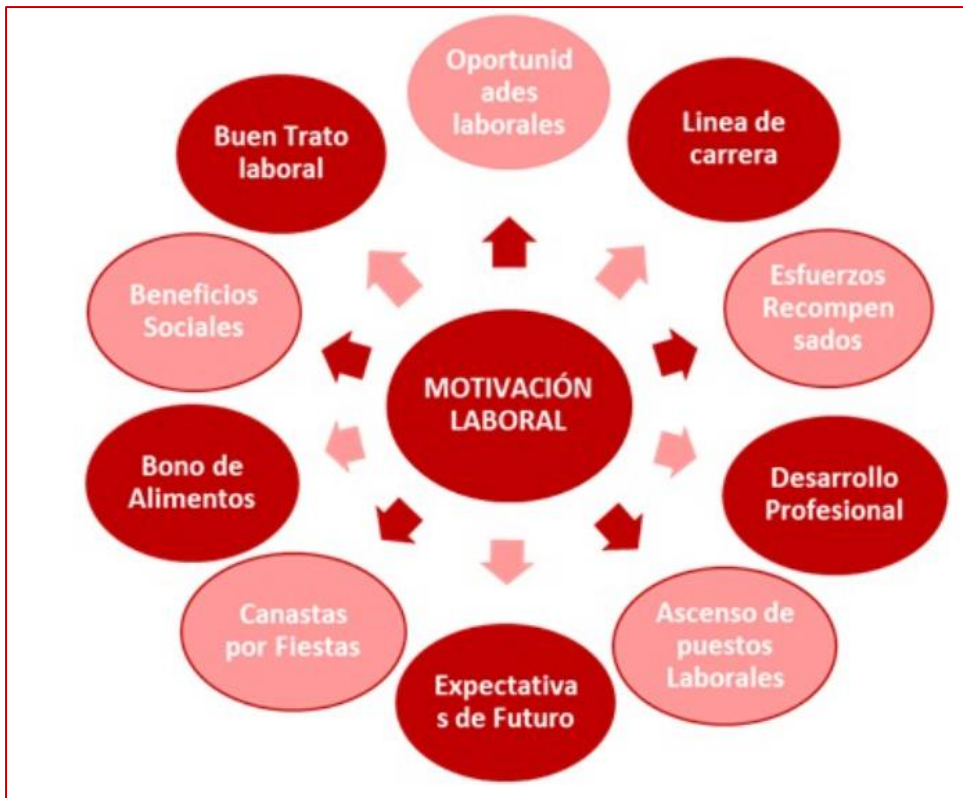 Oportunid
ades
laborales
Linea de
carrera
Esfuerzos
Recompen
sados
Desarrollo
Profesional
Ascenso de
puestos
Laborales
Expectativa
s de Futuro
Canastas
por Fiestas
Bono de
Alimentos
Beneficios
Sociales
Buen Trato
laboral
MOTIVACIÓN
LABORAL